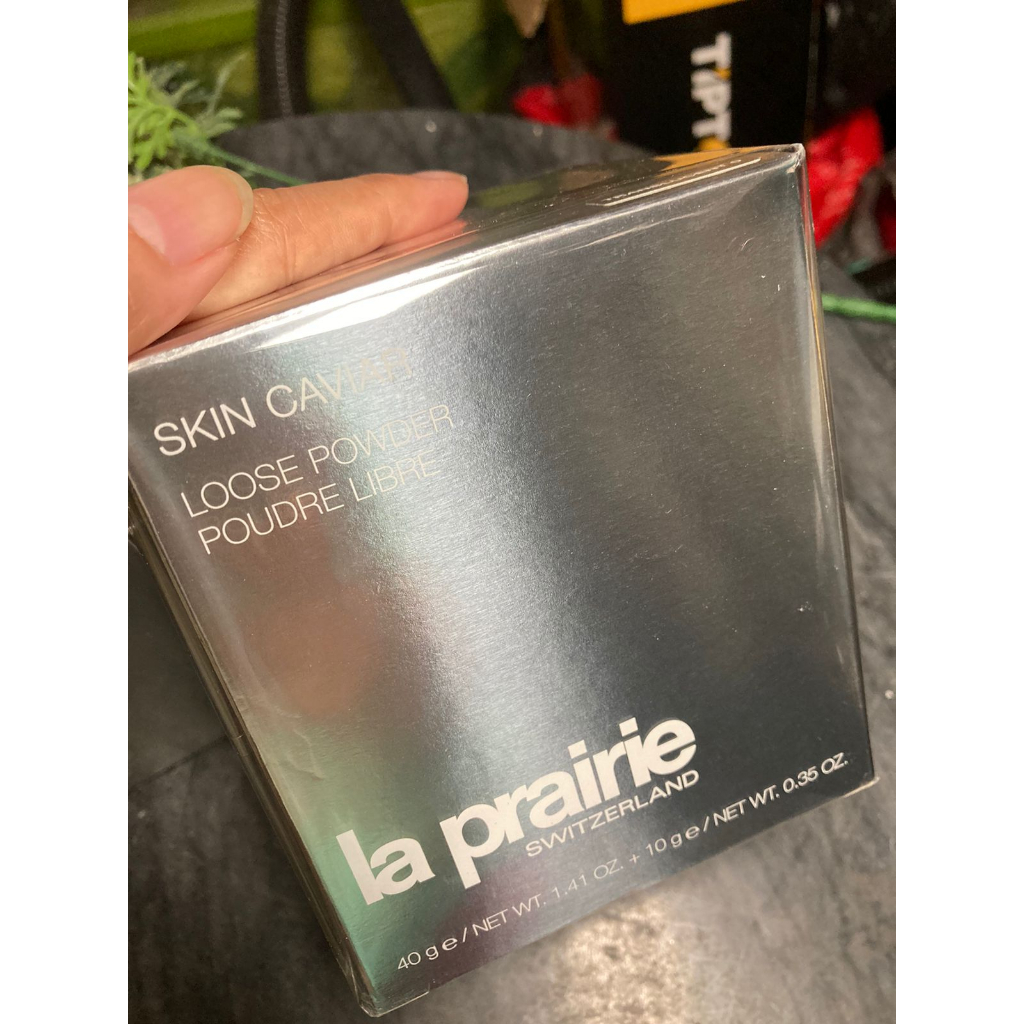 TIPT
SKIN CAVIAR
LOOSE POWDER
POUDRE LIBRE
la prairie
SWITZERLAND
40 g e / NET WT. 1.41 OZ. + 10 g e / NET WT. 0.35 OZ.